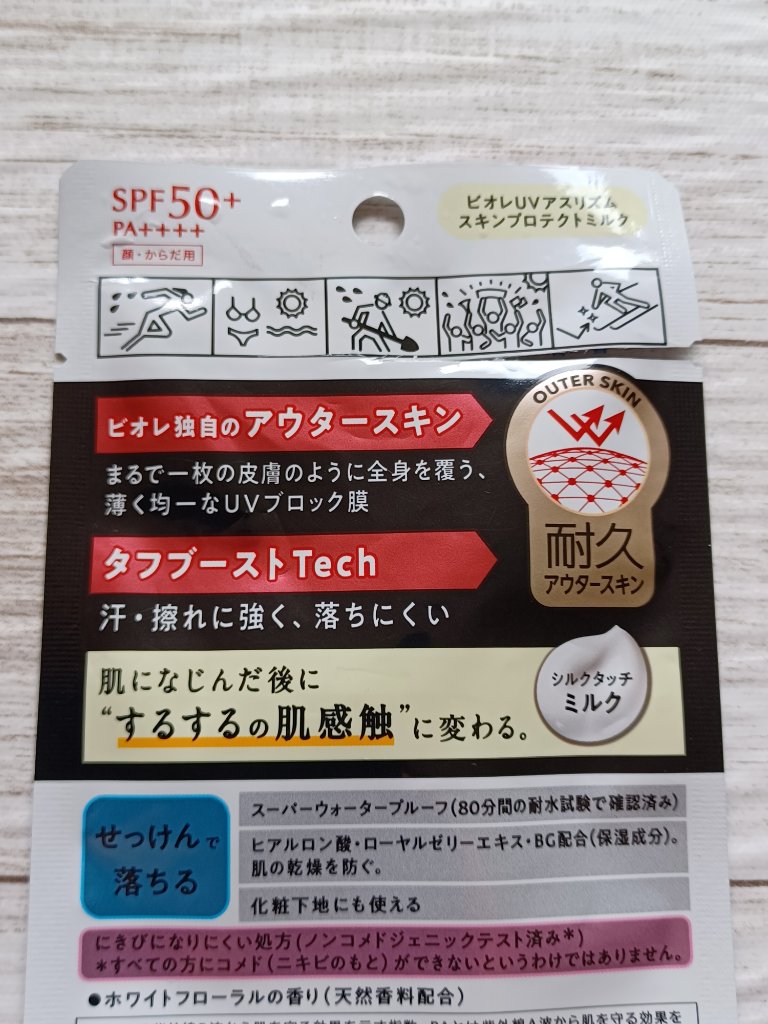 SPF50+
PA++++
顔・からだ用
ビオレUVアスリズム
スキンプロテクトミルク
ビオレ独自のアウタースキン
まるで一枚の皮膚のように全身を覆う、
薄く均一なUVブロック膜
OUTER SKIN
耐久
アウタースキン
タフブーストTech
汗・擦れに強く、落ちにくい
肌になじんだ後に
“するするの肌感触”に変わる。
シルクタッチ
ミルク
せっけんで
落ちる
スーパーウォータープルーフ(80分間の耐水試験で確認済み)
ヒアルロン酸・ローヤルゼリーエキス・BG配合(保湿成分)。
肌の乾燥を防ぐ。
化粧下地にも使える
にきびになりにくい処方(ノンコメドジェニックテスト済み*)
*すべての方にコメド(ニキビのもと)ができないというわけではありません。
●ホワイトフローラルの香り(天然香料配合)